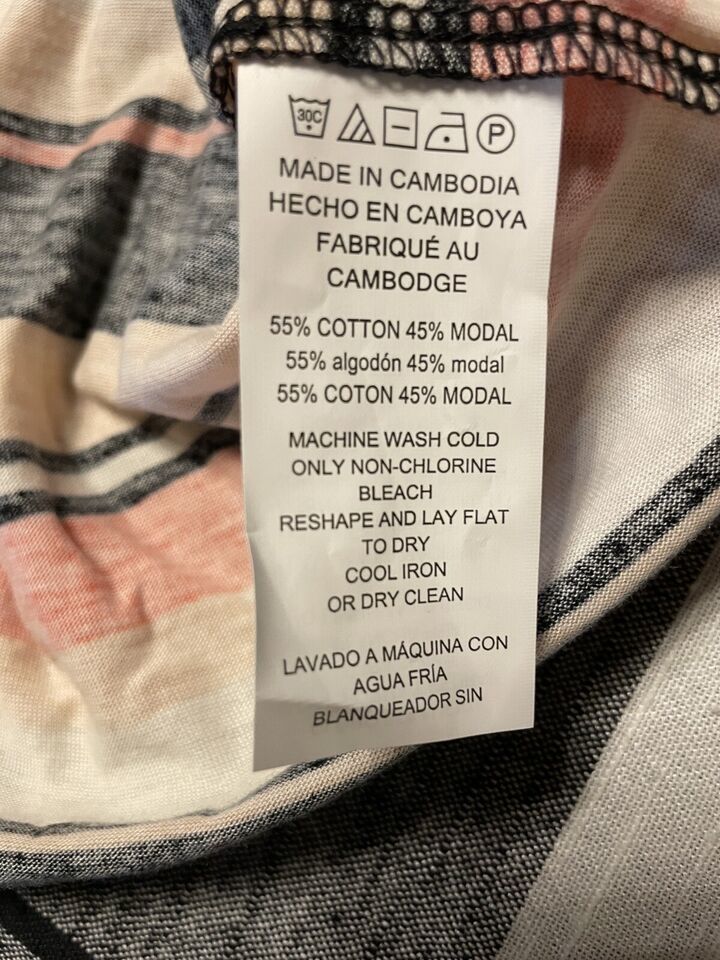 30C P
MADE IN CAMBODIA
HECHO EN CAMBOYA
FABRIQUÉ AU
CAMBODGE
55% COTTON 45% MODAL
55% algodón 45% modal
55% COTON 45% MODAL
MACHINE WASH COLD
ONLY NON-CHLORINE
BLEACH
RESHAPE AND LAY FLAT
TO DRY
COOL IRON
OR DRY CLEAN
LAVADO A MÁQUINA CON
AGUA FRÍA
BLANQUEADOR SIN